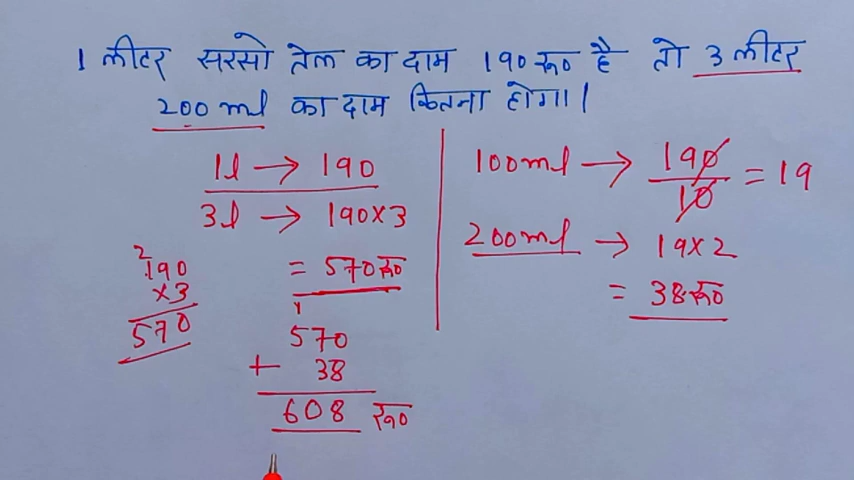 1 लीटर सरसो तेल का दाम 190 रू० है तो 3 लीटर
200 ml का दाम कितना होगा।
1l → 190
3l → 190×3
= 570 रू०
2
190
×3
570
1
570
+ 38
608 रू०
100ml → 190/10 = 19
200ml → 19×2
= 38 रू०